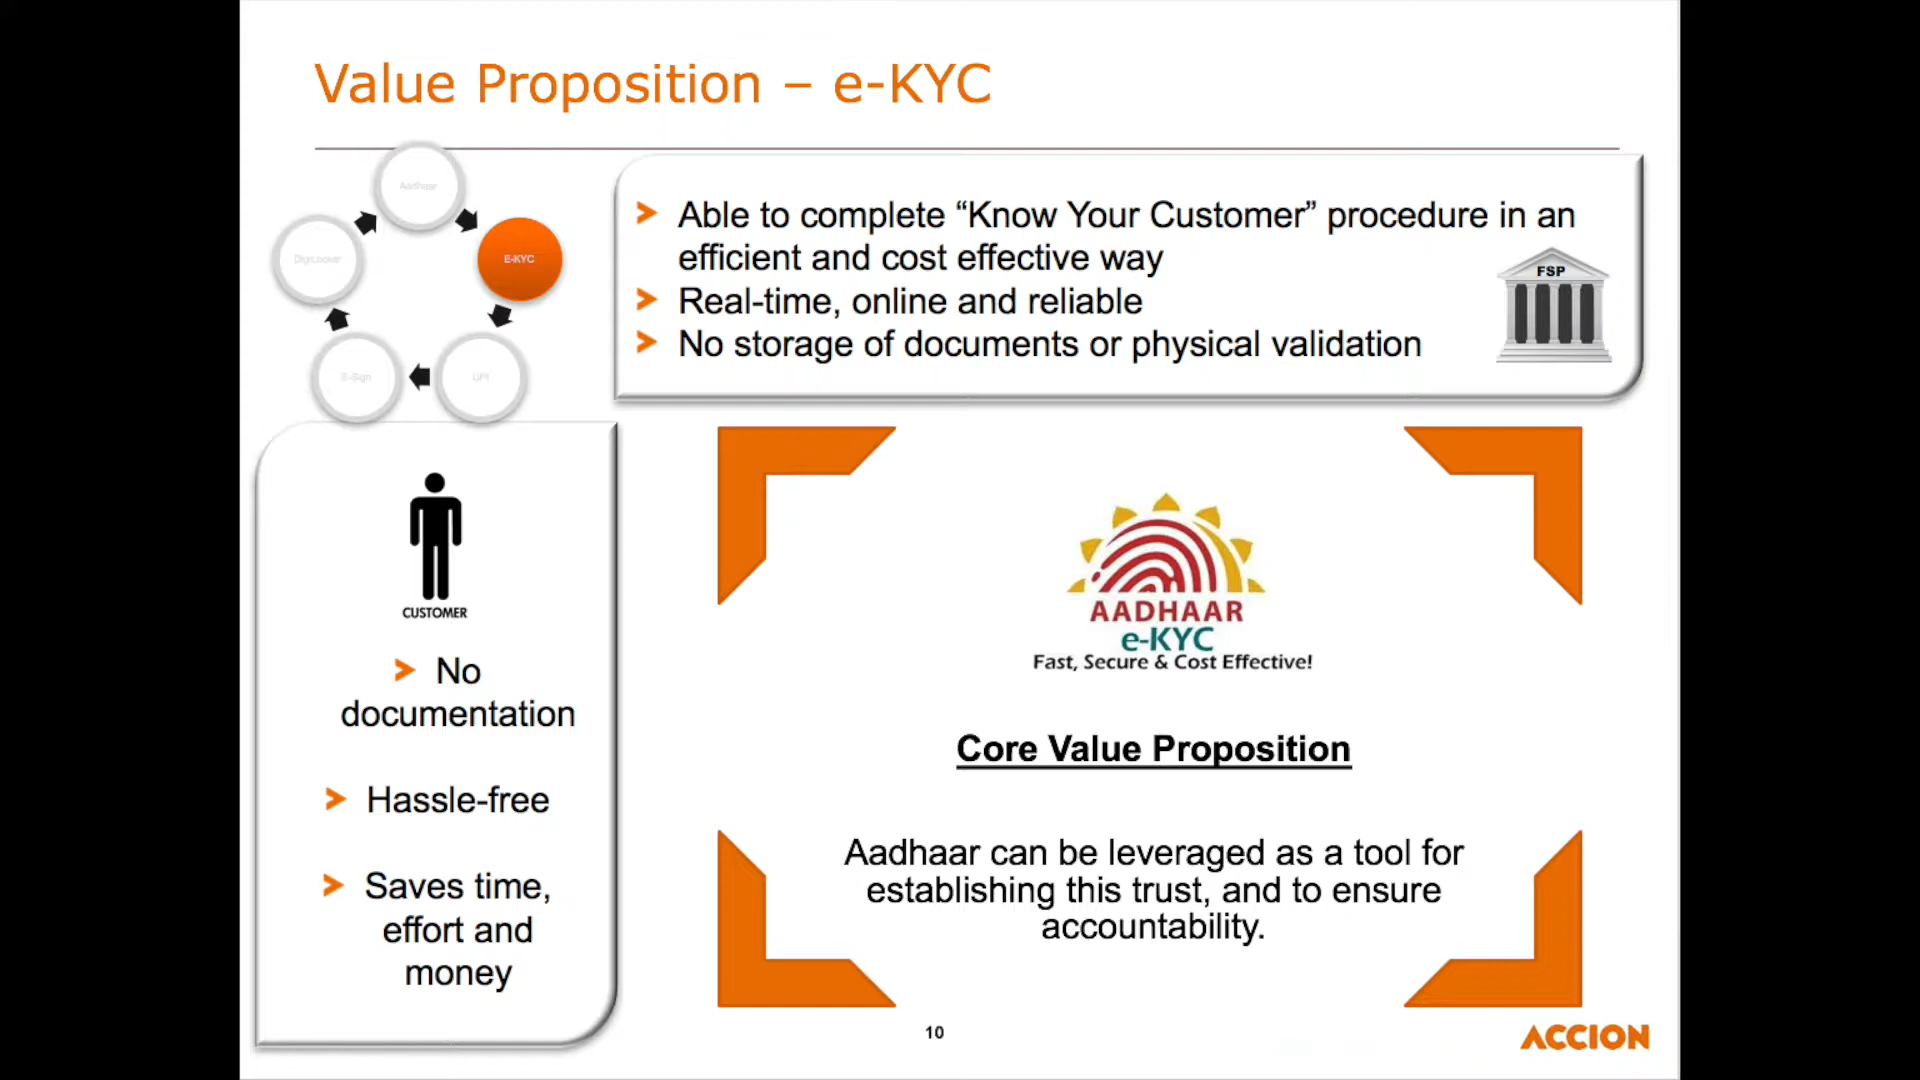 Value Proposition – e-KYC
Aadhaar
DigiLocker
E-KYC
E-Sign
UPI
> Able to complete “Know Your Customer” procedure in an
efficient and cost effective way
> Real-time, online and reliable
> No storage of documents or physical validation
FSP
CUSTOMER
> No
documentation
> Hassle-free
> Saves time,
effort and
money
AADHAAR
e-KYC
Fast, Secure & Cost Effective!
Core Value Proposition
Aadhaar can be leveraged as a tool for
establishing this trust, and to ensure
accountability.
10
ACCION